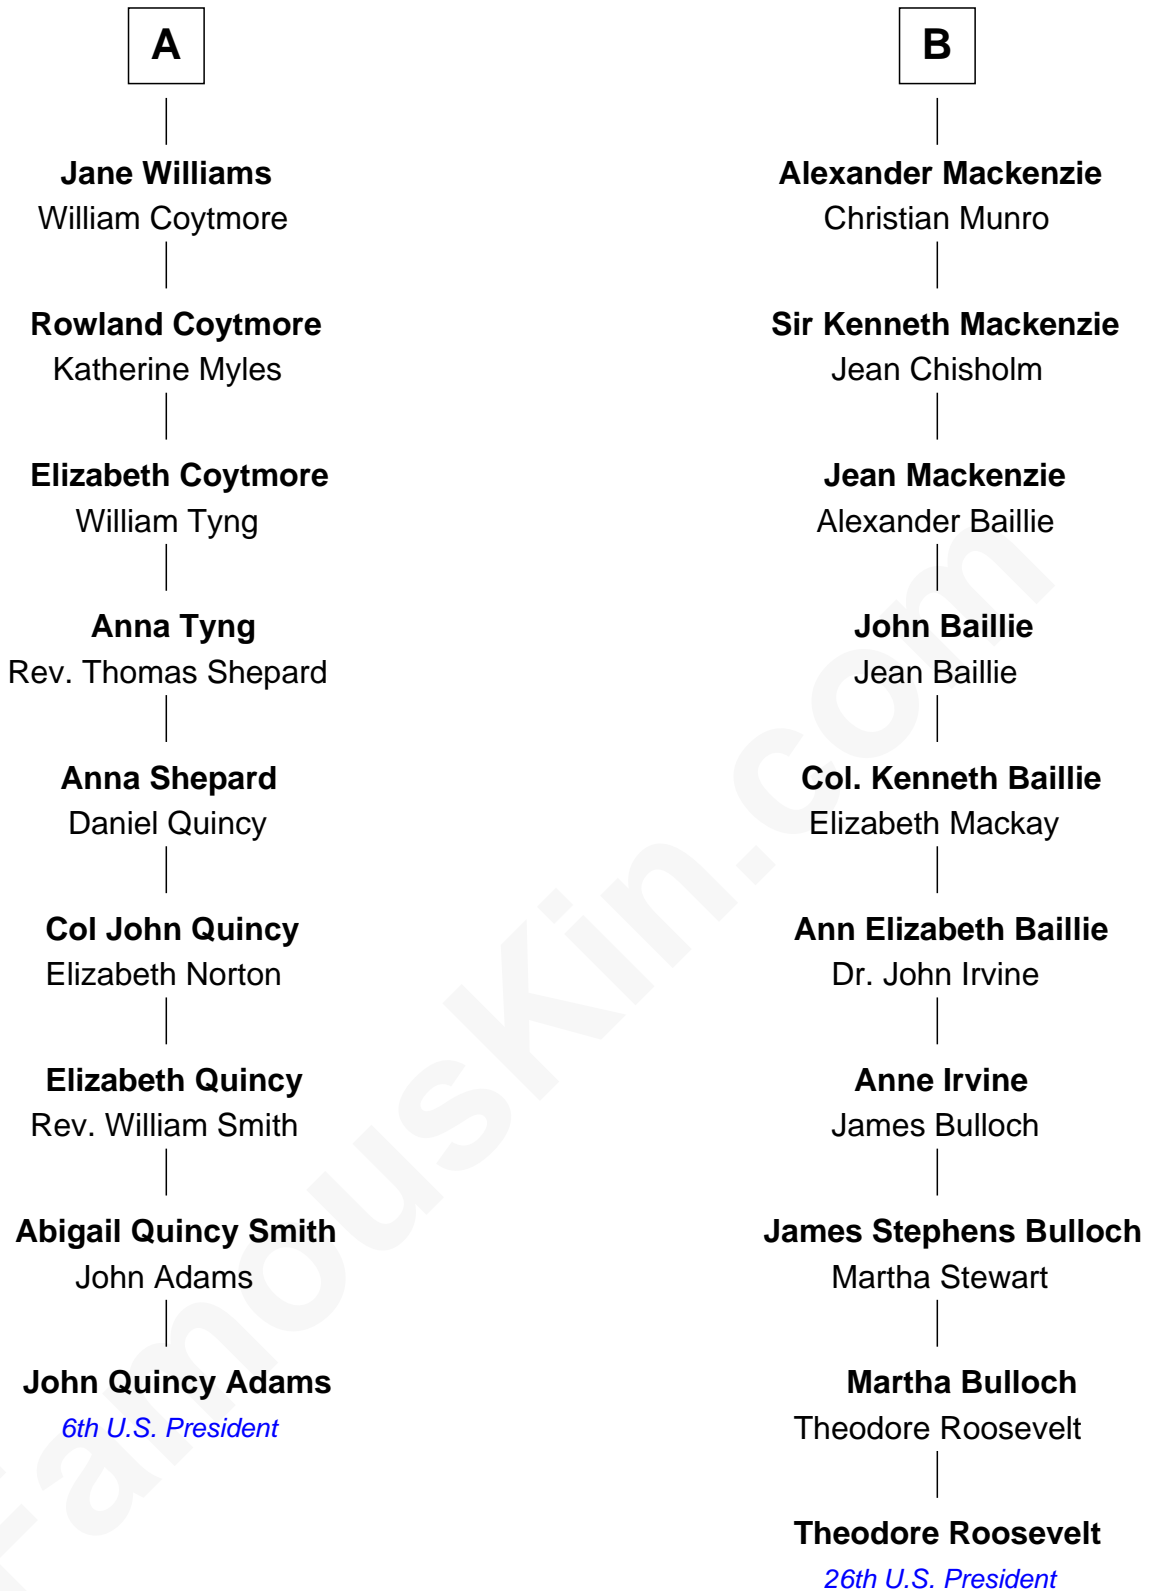 A
Jane Williams
William Coytmore
Rowland Coytmore
Katherine Myles
Elizabeth Coytmore
William Tyng
Anna Tyng
Rev. Thomas Shepard
Anna Shepard
Daniel Quincy
Col John Quincy
Elizabeth Norton
Elizabeth Quincy
Rev. William Smith
Abigail Quincy Smith
John Adams
John Quincy Adams
6th U.S. President
B
Alexander Mackenzie
Christian Munro
Sir Kenneth Mackenzie
Jean Chisholm
Jean Mackenzie
Alexander Baillie
John Baillie
Jean Baillie
Col. Kenneth Baillie
Elizabeth Mackay
Ann Elizabeth Baillie
Dr. John Irvine
Anne Irvine
James Bulloch
James Stephens Bulloch
Martha Stewart
Martha Bulloch
Theodore Roosevelt
Theodore Roosevelt
26th U.S. President
FamousKin.com